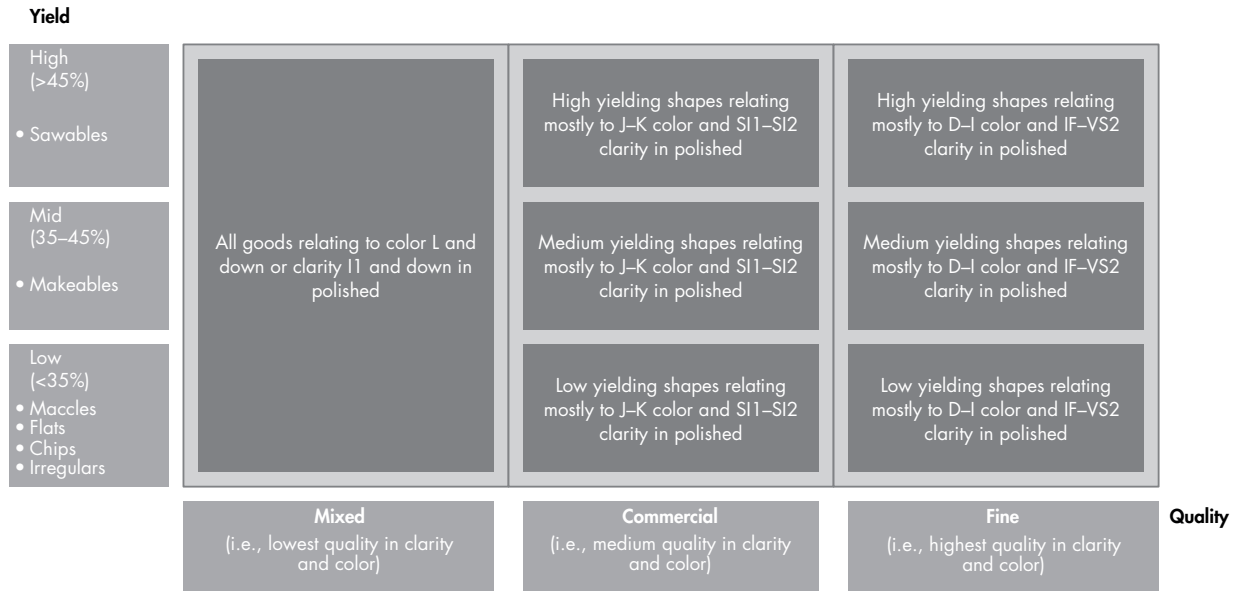 Yield
High
(>45%)
• Sawables
Mid
(35–45%)
• Makeables
Low
(<35%)
• Maccles
• Flats
• Chips
• Irregulars
All goods relating to color L and
down or clarity I1 and down in
polished
High yielding shapes relating
mostly to J–K color and SI1–SI2
clarity in polished
High yielding shapes relating
mostly to D–I color and IF–VS2
clarity in polished
Medium yielding shapes relating
mostly to J–K color and SI1–SI2
clarity in polished
Medium yielding shapes relating
mostly to D–I color and IF–VS2
clarity in polished
Low yielding shapes relating
mostly to J–K color and SI1–SI2
clarity in polished
Low yielding shapes relating
mostly to D–I color and IF–VS2
clarity in polished
Mixed
(i.e., lowest quality in clarity
and color)
Commercial
(i.e., medium quality in clarity
and color)
Fine
(i.e., highest quality in clarity
and color)
Quality